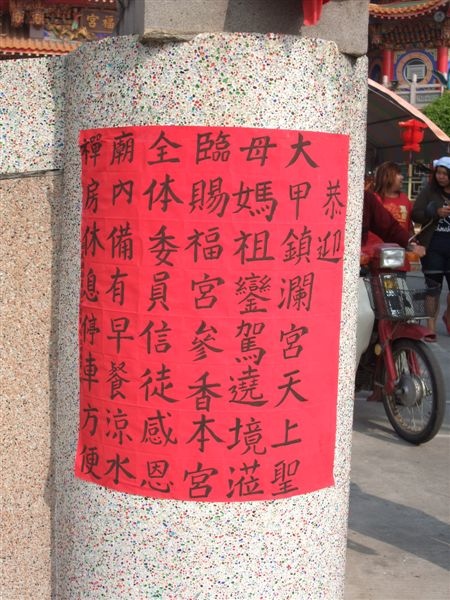 恭迎
大甲鎮瀾宮天上聖
母媽祖鑾駕遶境蒞
臨賜福宮參香本宮
全体委員信徒感恩
廟內備有早餐涼水
禪房休息停車方便